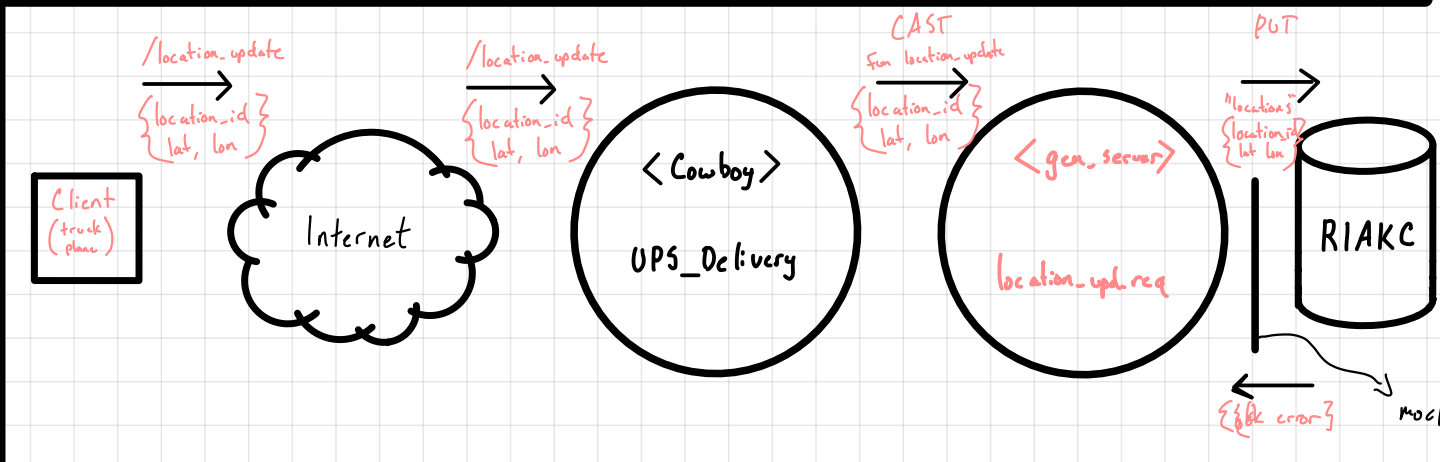 /location_update
{location_id
lat, lon}
Client
(truck
plane)
Internet
/location_update
{location_id
lat, lon}
<Cowboy>
UPS_Delivery
CAST
fun location_update
{location_id
lat, lon}
<gen_server>
location_upd_req
PUT
"locations"
{location_id
lat lon}
RIAKC
error}